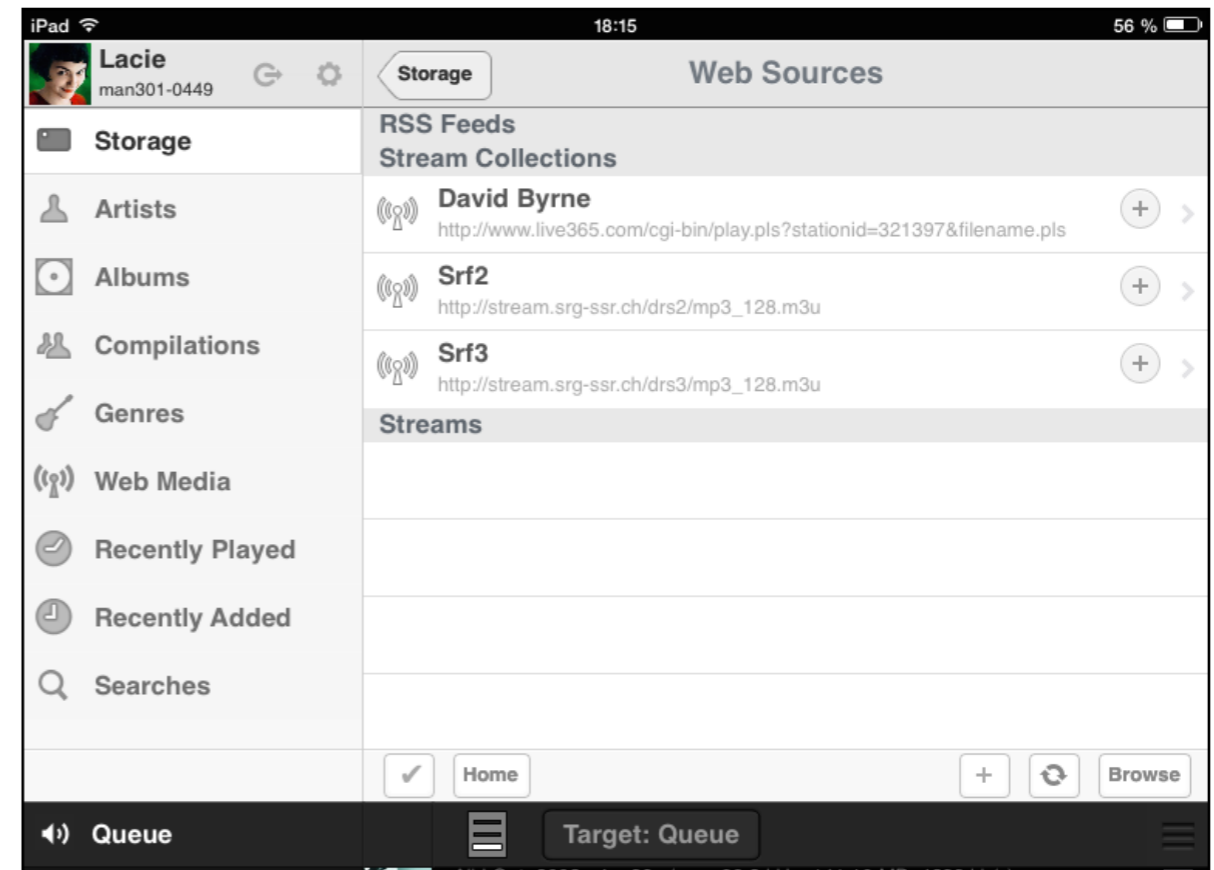 iPad 18:15 56 %
Lacie
man301-0449
Storage
Web Sources
Storage
Artists
Albums
Compilations
Genres
Web Media
Recently Played
Recently Added
Searches
RSS Feeds
Stream Collections
David Byrne
http://www.live365.com/cgi-bin/play.pls?stationid=321397&filename.pls
Srf2
http://stream.srg-ssr.ch/drs2/mp3_128.m3u
Srf3
http://stream.srg-ssr.ch/drs3/mp3_128.m3u
Streams
Home
Browse
Queue
Target: Queue